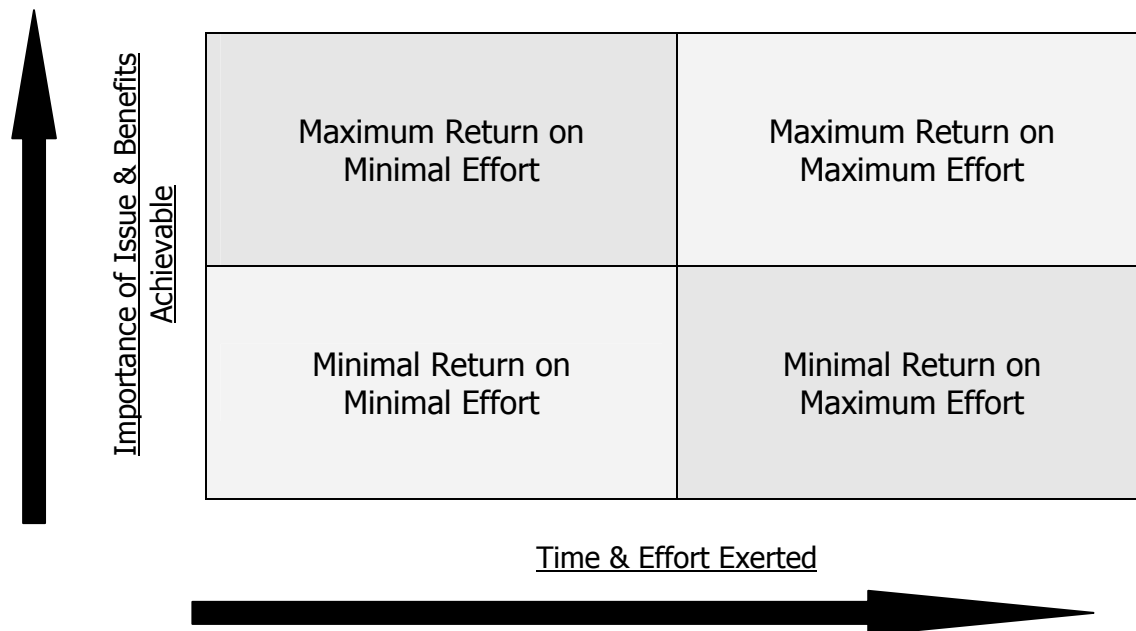 Importance of Issue & Benefits
Achievable
Maximum Return on
Minimal Effort
Maximum Return on
Maximum Effort
Minimal Return on
Minimal Effort
Minimal Return on
Maximum Effort
Time & Effort Exerted